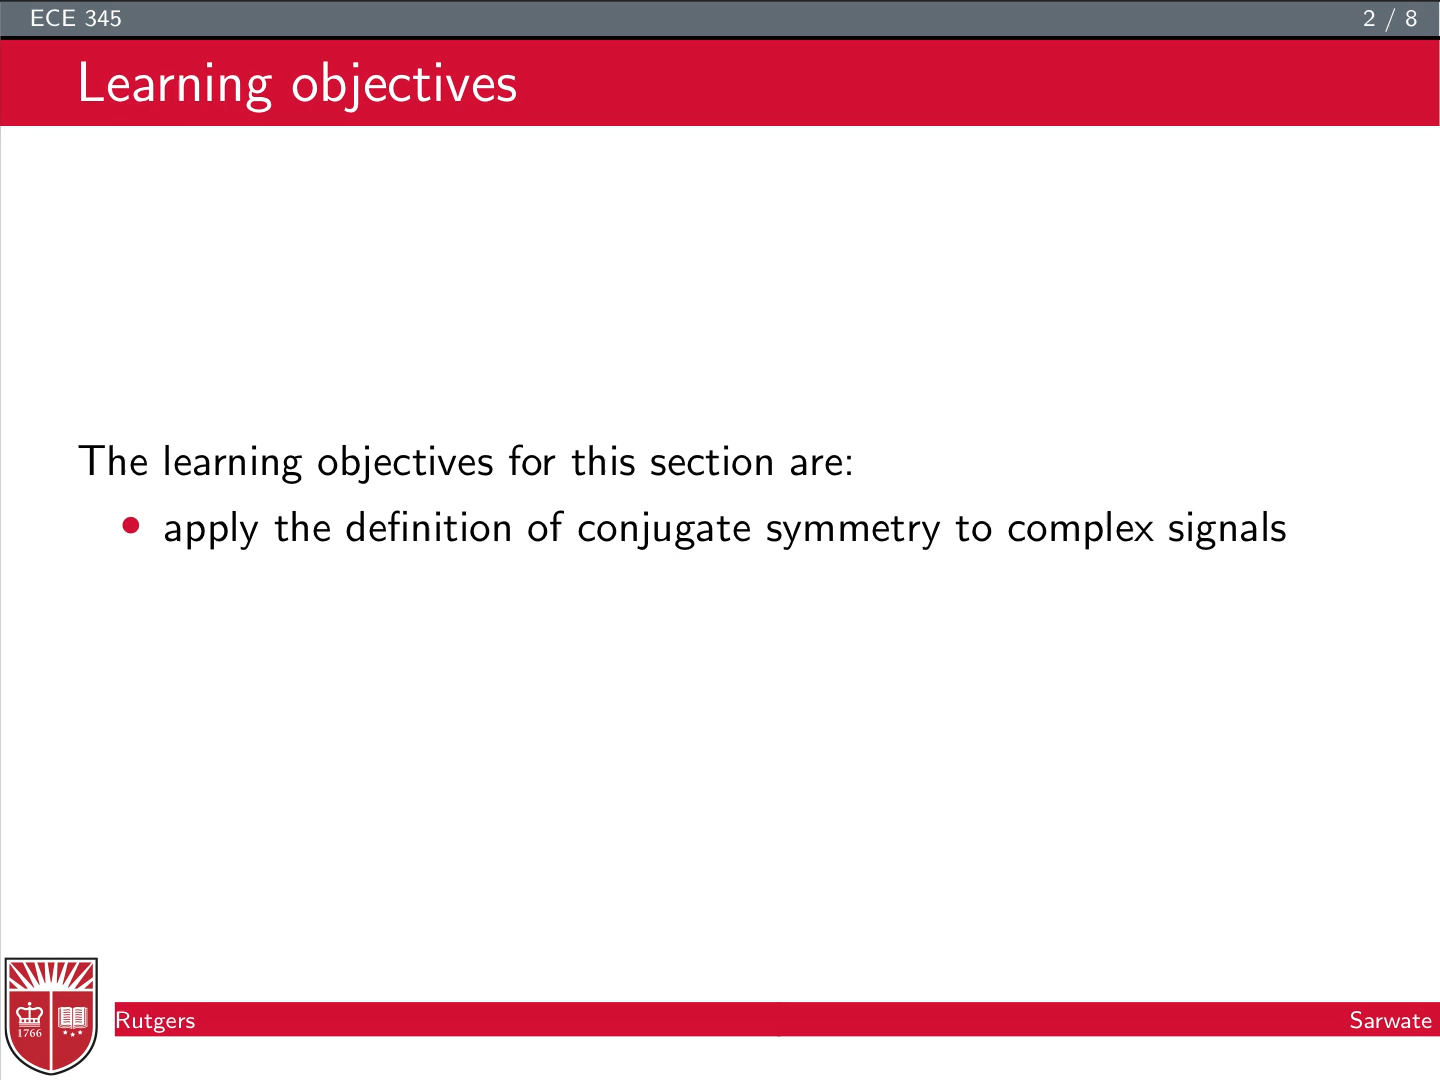 ECE 345
2 / 8
Learning objectives
The learning objectives for this section are:
• apply the definition of conjugate symmetry to complex signals
1766
Rutgers
Sarwate